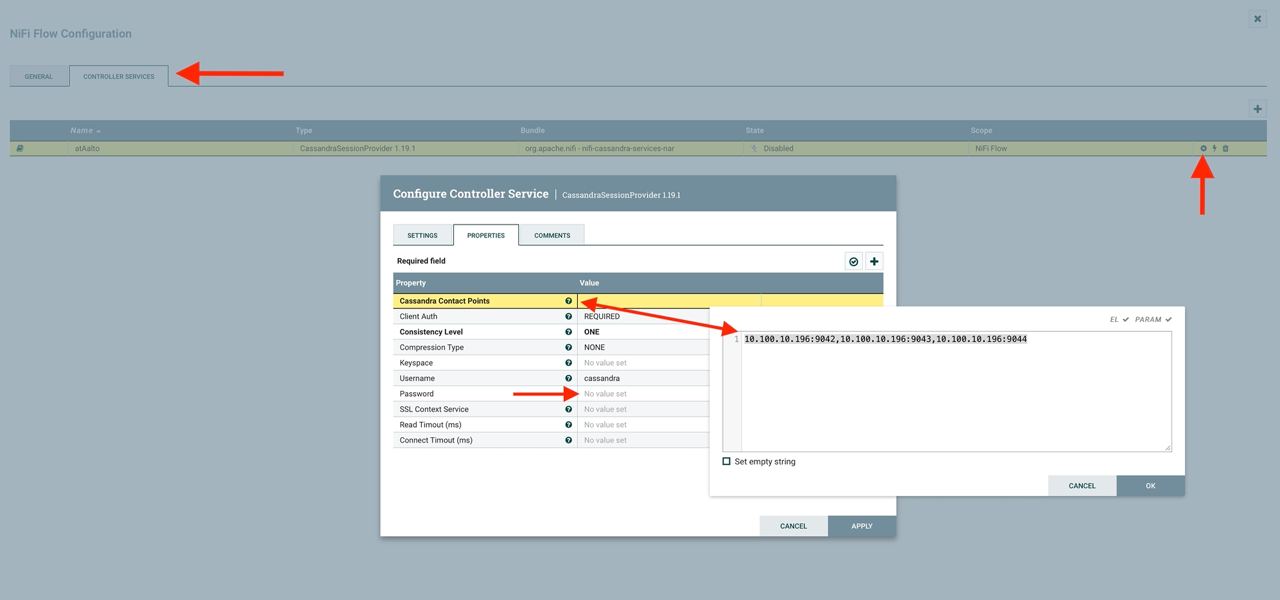 NiFi Flow Configuration
GENERAL
CONTROLLER SERVICES
Name Type Bundle State Scope
atAalto CassandraSessionProvider 1.19.1 org.apache.nifi - nifi-cassandra-services-nar Disabled NiFi Flow
Configure Controller Service | CassandraSessionProvider 1.19.1
SETTINGS PROPERTIES COMMENTS
Required field
Property Value
Cassandra Contact Points
Client Auth REQUIRED
Consistency Level ONE
Compression Type NONE
Keyspace No value set
Username cassandra
Password No value set
SSL Context Service No value set
Read Timout (ms) No value set
Connect Timout (ms) No value set
CANCEL APPLY
EL PARAM
1 10.100.10.196:9042,10.100.10.196:9043,10.100.10.196:9044
Set empty string
CANCEL OK